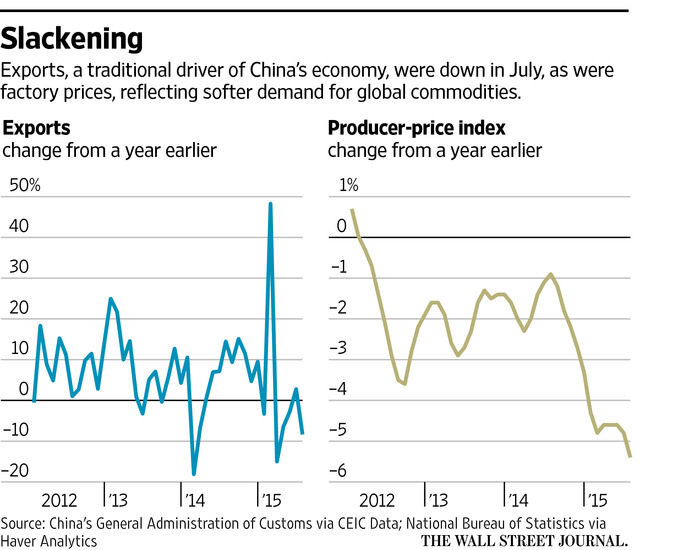 Slackening
Exports, a traditional driver of China's economy, were down in July, as were
factory prices, reflecting softer demand for global commodities.
Exports
change from a year earlier
50%
40
30
20
10
0
–10
–20
2012
'13
'14
'15
Producer-price index
change from a year earlier
1%
0
–1
–2
–3
–4
–5
–6
2012
'13
'14
'15
Source: China's General Administration of Customs via CEIC Data; National Bureau of Statistics via
Haver Analytics
THE WALL STREET JOURNAL.